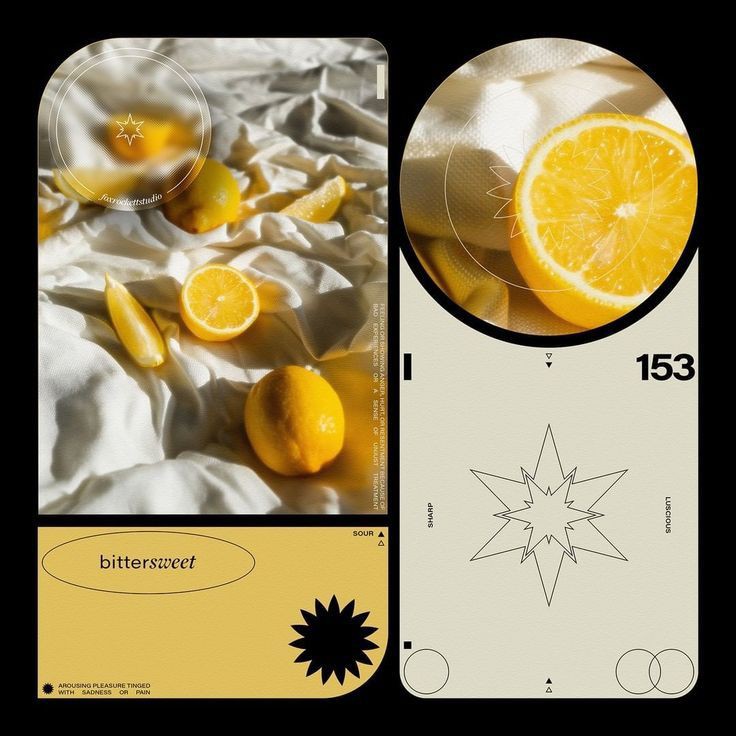 foxrockettstudio
FEELING OR SHOWING ANGER, HURT, OR RESENTMENT BECAUSE OF
BAD EXPERIENCES OR A SENSE OF UNJUST TREATMENT
SOUR
bittersweet
AROUSING PLEASURE TINGED
WITH SADNESS OR PAIN
153
SHARP
LUSCIOUS